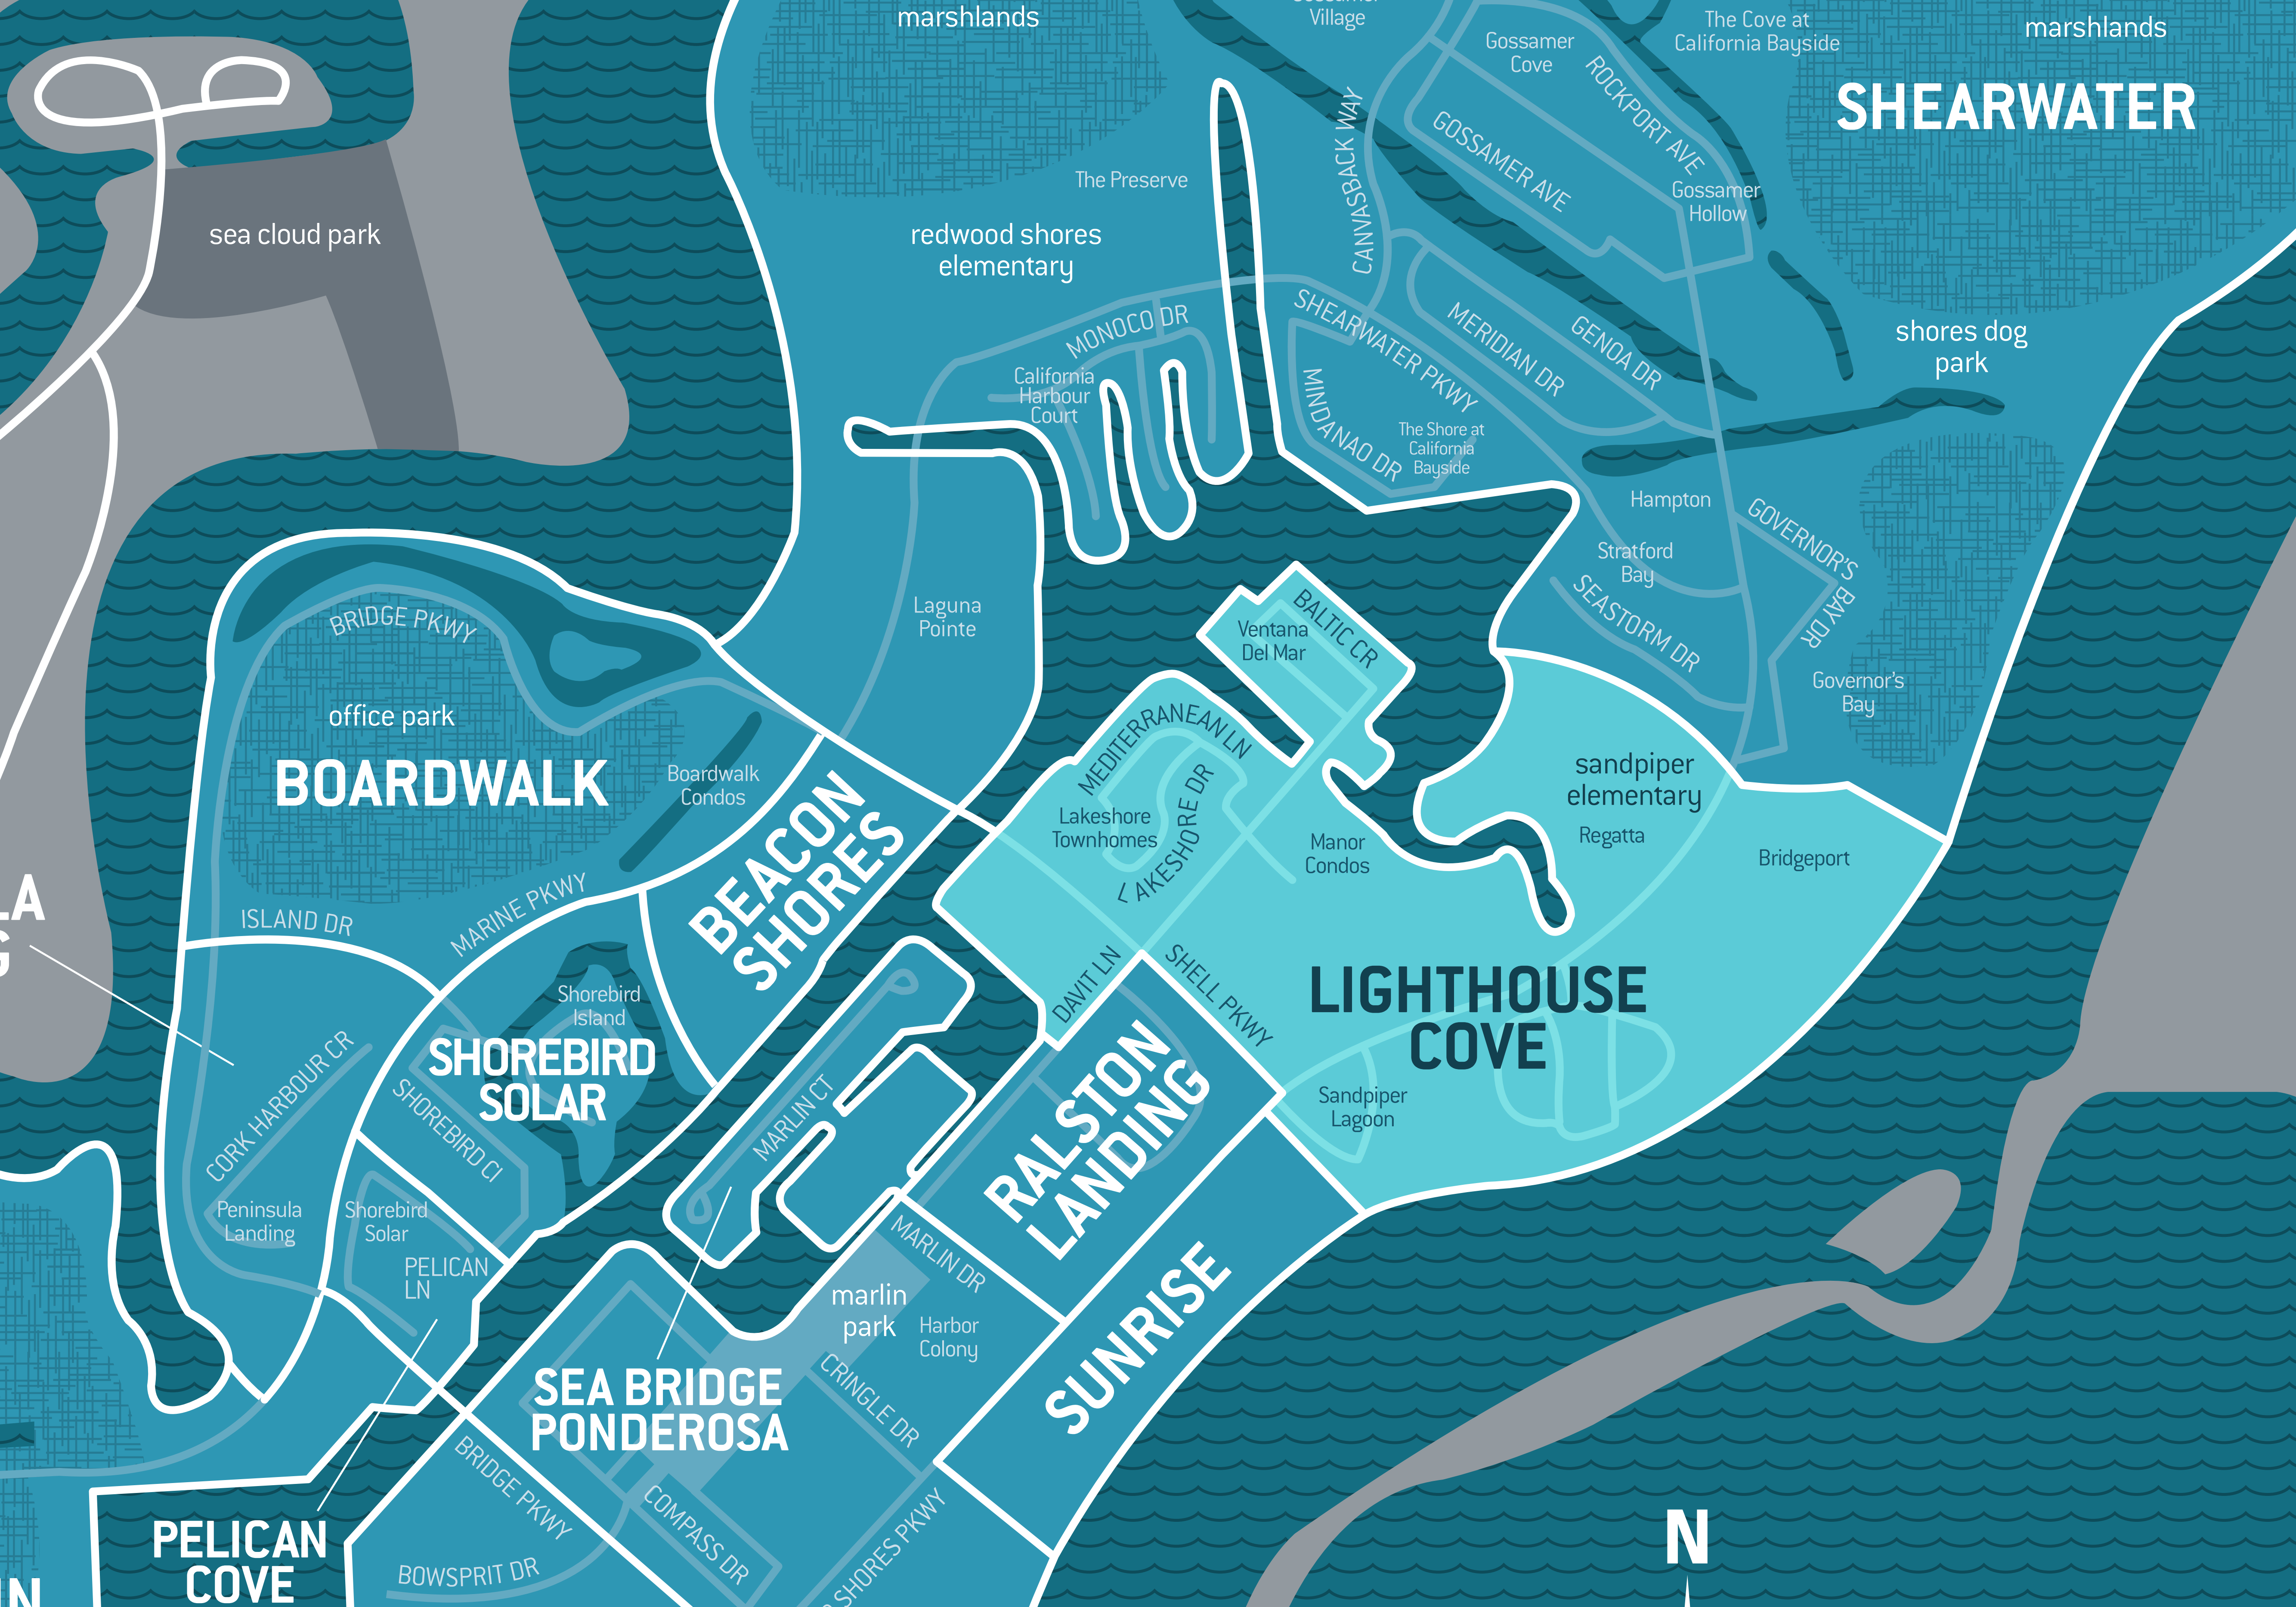 marshlands
Village
Gossamer
Cove
The Cove at
California Bayside
marshlands
SHEARWATER
ROCKPORT AVE
CANVASBACK WAY
GOSSAMER AVE
Gossamer
Hollow
The Preserve
sea cloud park
redwood shores
elementary
MONOCO DR
SHEARWATER PKWY
MERIDIAN DR
GENOA DR
shores dog
park
California
Harbour
Court
MINDANAO DR
The Shore at
California
Bayside
Hampton
GOVERNOR'S
BAY DR
Stratford
Bay
SEASTORM DR
Governor's
Bay
Laguna
Pointe
BRIDGE PKWY
office park
BOARDWALK
Boardwalk
Condos
Ventana
Del Mar
BALTIC CR
MEDITERRANEAN LN
LAKESHORE DR
Lakeshore
Townhomes
Manor
Condos
sandpiper
elementary
Regatta
Bridgeport
BEACON
SHORES
LA
G
ISLAND DR
MARINE PKWY
Shorebird
Island
SHOREBIRD
SOLAR
DAVIT LN
SHELL PKWY
LIGHTHOUSE
COVE
Sandpiper
Lagoon
CORK HARBOUR CR
SHOREBIRD CI
MARLIN CT
RALSTON
LANDING
Peninsula
Landing
Shorebird
Solar
PELICAN
LN
MARLIN DR
marlin
park
Harbor
Colony
SUNRISE
SEA BRIDGE
PONDEROSA
CRINGLE DR
BRIDGE PKWY
COMPASS DR
SHORES PKWY
PELICAN
COVE
BOWSPRIT DR
N
N